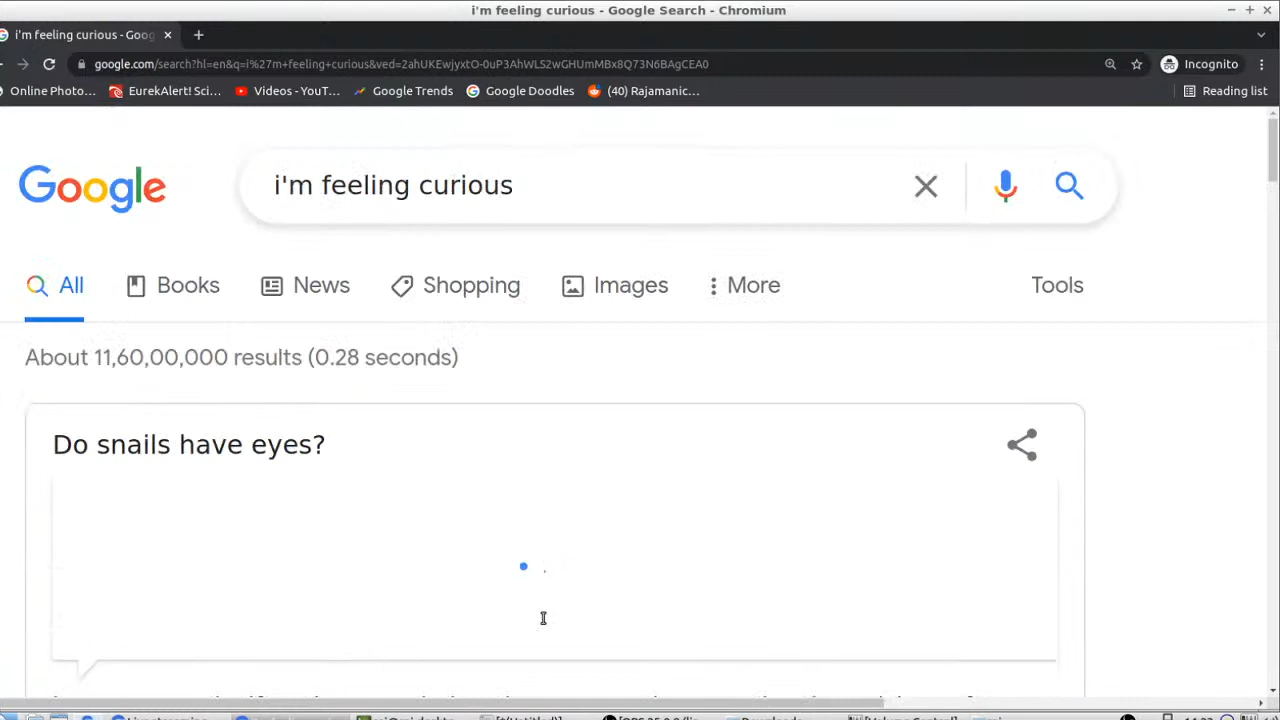 i'm feeling curious - Google Search - Chromium
i'm feeling curious - Goog
google.com/search?hl=en&q=i%27m+feeling+curious&ved=2ahUKEwjyxtO-0uP3AhWLS2wGHUmMBx8Q73N6BAgCEA0
Incognito
Online Photo... EurekAlert! Sci... Videos - YouT... Google Trends Google Doodles (40) Rajamanic... Reading list
Google
i'm feeling curious
All Books News Shopping Images More Tools
About 11,60,00,000 results (0.28 seconds)
Do snails have eyes?